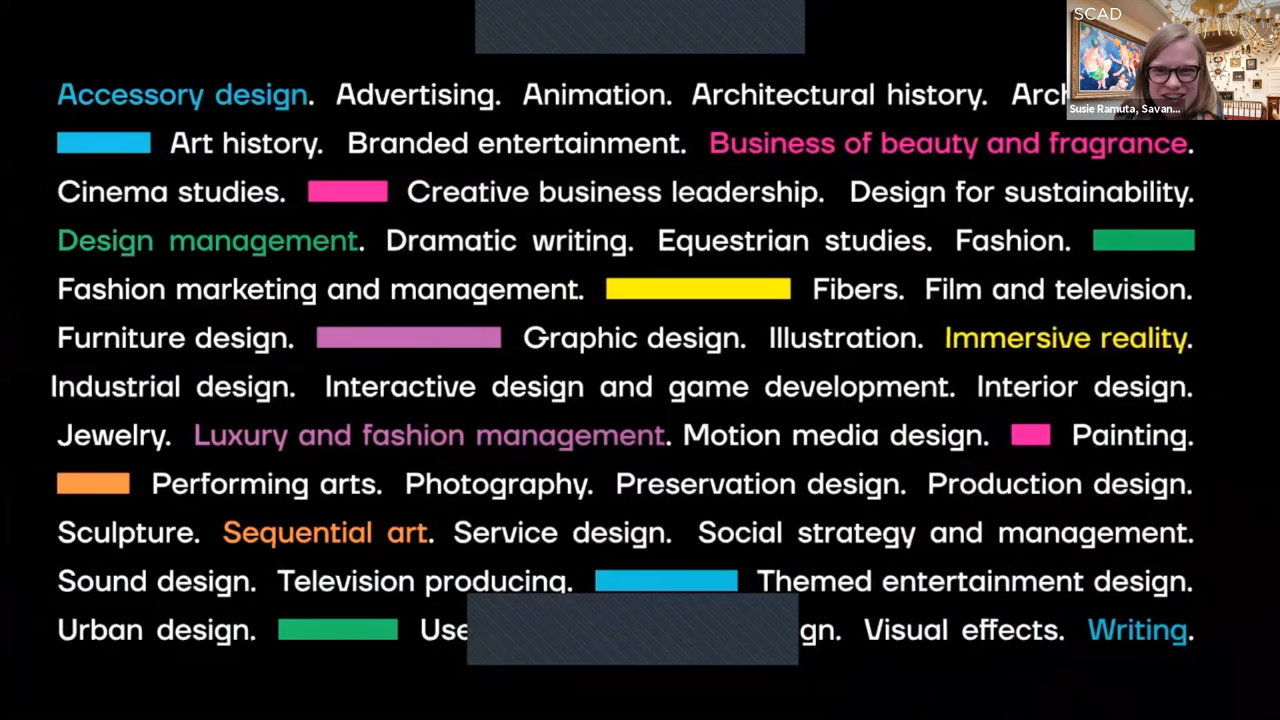 SCAD
Susie Ramuta, Savan...
Accessory design. Advertising. Animation. Architectural history.
Art history. Branded entertainment. Business of beauty and fragrance.
Cinema studies. Creative business leadership. Design for sustainability.
Design management. Dramatic writing. Equestrian studies. Fashion.
Fashion marketing and management. Fibers. Film and television.
Furniture design. Graphic design. Illustration. Immersive reality.
Industrial design. Interactive design and game development. Interior design.
Jewelry. Luxury and fashion management. Motion media design. Painting.
Performing arts. Photography. Preservation design. Production design.
Sculpture. Sequential art. Service design. Social strategy and management.
Sound design. Television producing. Themed entertainment design.
Urban design. Visual effects. Writing.